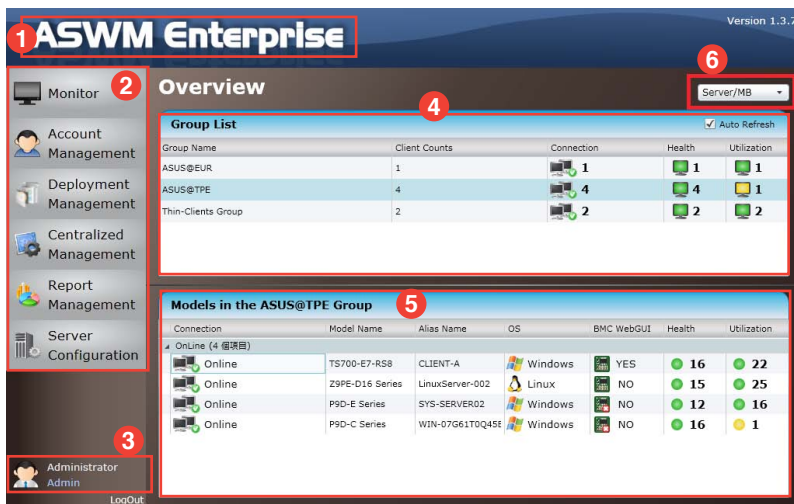 1 ASWM Enterprise
Version 1.3.7
2
Monitor
Account Management
Deployment Management
Centralized Management
Report Management
Server Configuration
3
Administrator
Admin
LogOut
Overview
6
Server/MB
4
Group List
Auto Refresh
Group Name Client Counts Connection Health Utilization
ASUS@EUR 1 1 1 1
ASUS@TPE 4 4 4 1
Thin-Clients Group 2 2 2 2
5
Models in the ASUS@TPE Group
Connection Model Name Alias Name OS BMC WebGUI Health Utilization
OnLine (4 個項目)
Online TS700-E7-RS8 CLIENT-A Windows YES 16 22
Online Z9PE-D16 Series LinuxServer-002 Linux NO 15 25
Online P9D-E Series SYS-SERVER02 Windows NO 12 16
Online P9D-C Series WIN-07G61T0Q45E Windows NO 16 1